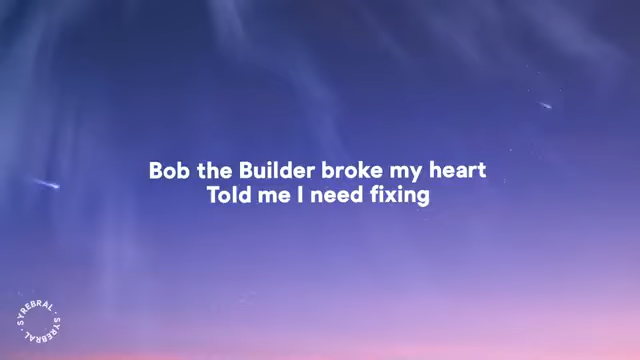 Bob the Builder broke my heart
Told me I need fixing
SYREBRAL · SYREBRAL ·